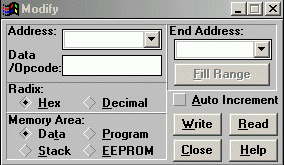 Modify
Address:
End Address:
Data
/Opcode:
Fill Range
Radix:
Hex Decimal
Auto Increment
Memory Area:
Data Program
Write Read
Stack EEPROM
Close Help